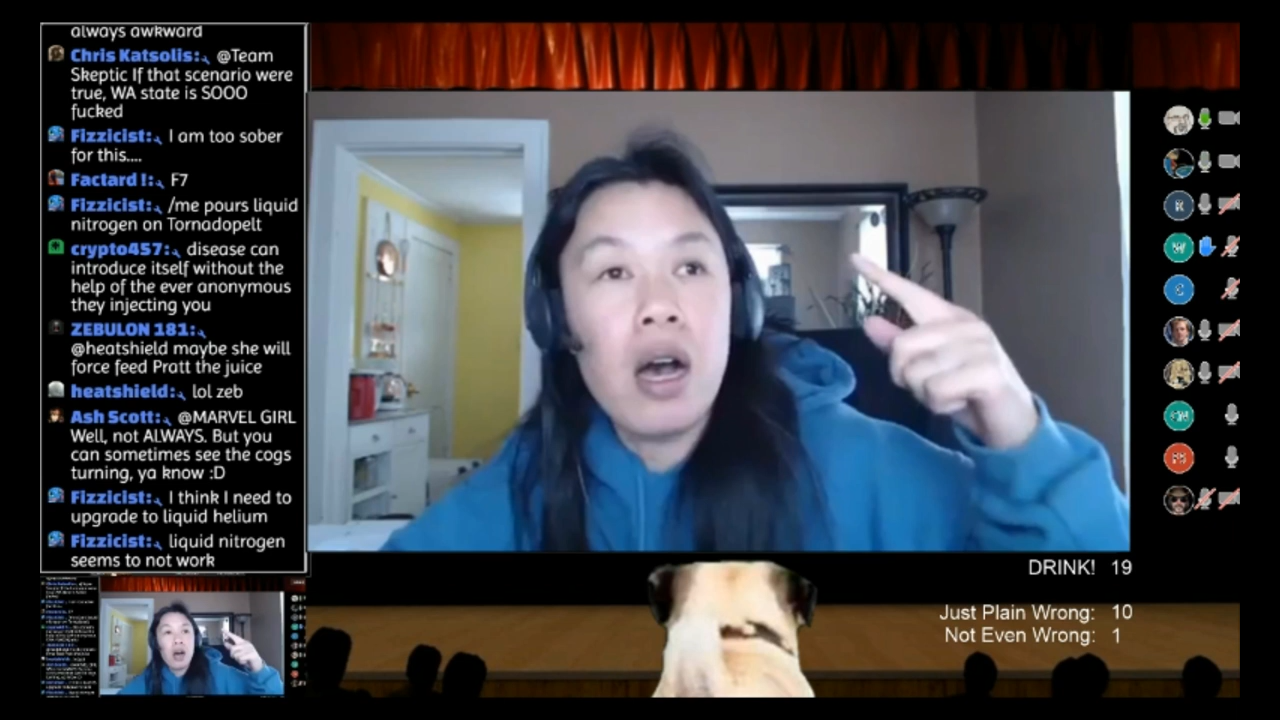 always awkward
Chris Katsolis: @Team
Skeptic If that scenario were
true, WA state is SOOO
fucked
Fizzicist: I am too sober
for this....
Factard !: F7
Fizzicist: /me pours liquid
nitrogen on Tornadopelt
crypto457: disease can
introduce itself without the
help of the ever anonymous
they injecting you
ZEBULON 181:
@heatshield maybe she will
force feed Pratt the juice
heatshield: lol zeb
Ash Scott: @MARVEL GIRL
Well, not ALWAYS. But you
can sometimes see the cogs
turning, ya know :D
Fizzicist: I think I need to
upgrade to liquid helium
Fizzicist: liquid nitrogen
seems to not work
R
C
DRINK! 19
Just Plain Wrong: 10
Not Even Wrong: 1